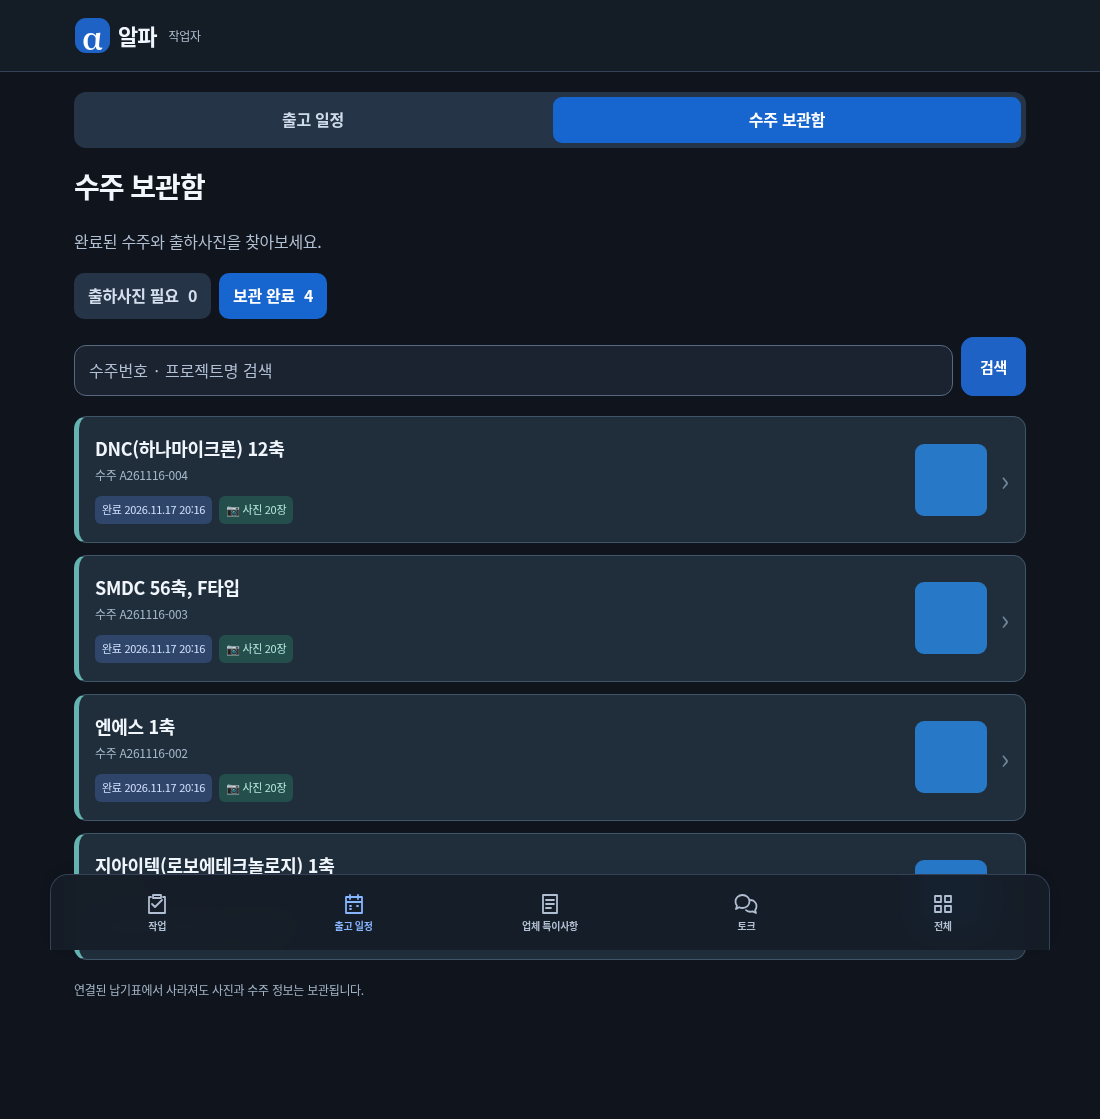 α 알파 작업자
출고 일정 수주 보관함
수주 보관함
완료된 수주와 출하사진을 찾아보세요.
출하사진 필요 0 보관 완료 4
수주번호 · 프로젝트명 검색 검색
DNC(하나마이크론) 12축
수주 A261116-004
완료 2026.11.17 20:16 📷 사진 20장
SMDC 56축, F타입
수주 A261116-003
완료 2026.11.17 20:16 📷 사진 20장
엔에스 1축
수주 A261116-002
완료 2026.11.17 20:16 📷 사진 20장
지아이텍(로보에테크놀로지) 1축
작업 출고 일정 업체 특이사항 토크 전체
연결된 납기표에서 사라져도 사진과 수주 정보는 보관됩니다.